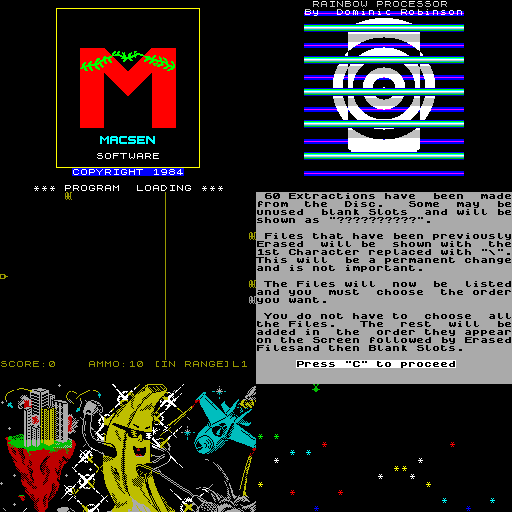 MACSEN
SOFTWARE
COPYRIGHT 1984
*** PROGRAM LOADING ***
RAINBOW PROCESSOR
By Dominic Robinson
SCORE:0 AMMO:10 [IN RANGE]L1
60 Extractions have been made
from the Disc. Some may be
unused blank Slots and will be
shown as "??????????".
Files that have been previously
Erased will be shown with the
1st Character replaced with "\".
This will be a permanent change
and is not important.
The Files will now be listed
and you must choose the order
you want.
You do not have to choose all
the Files. The rest will be
added in the order they appear
on the Screen followed by Erased
Filesand then Blank Slots.
Press "C" to proceed